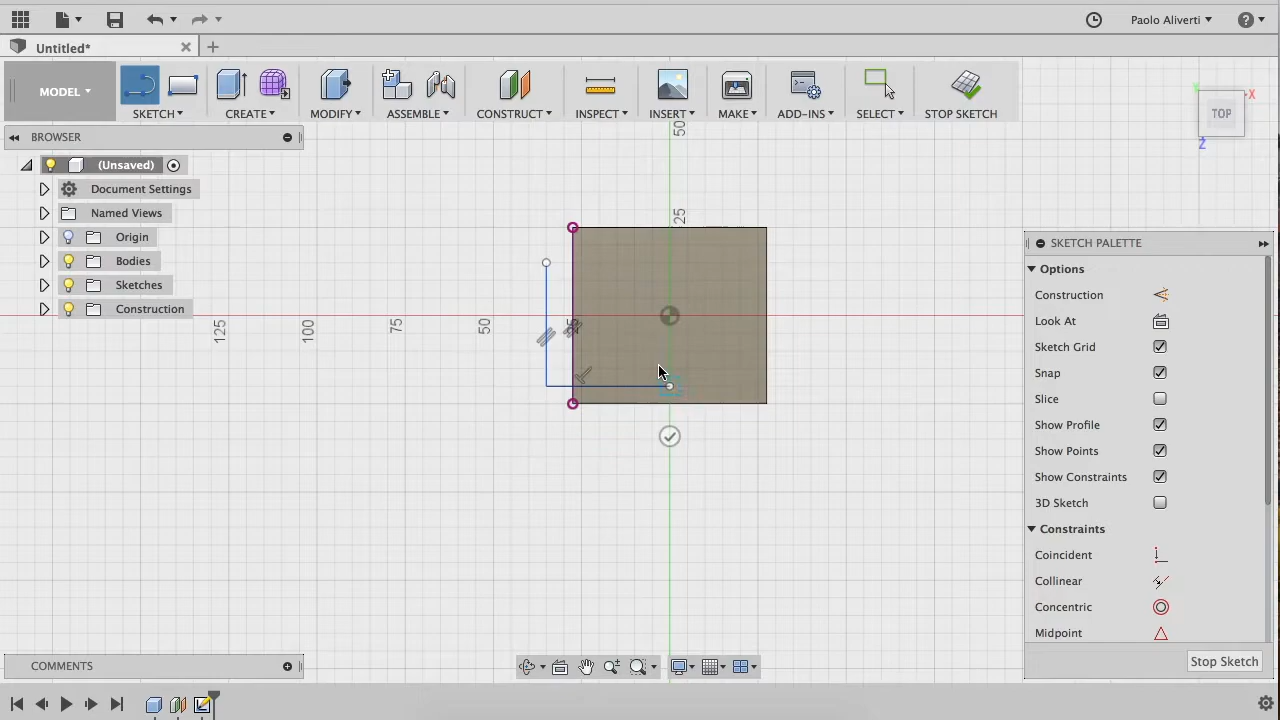 Paolo Aliverti
Untitled*
MODEL
SKETCH
CREATE
MODIFY
ASSEMBLE
CONSTRUCT
INSPECT
INSERT
MAKE
ADD-INS
SELECT
STOP SKETCH
TOP
X
Y
Z
BROWSER
(Unsaved)
Document Settings
Named Views
Origin
Bodies
Sketches
Construction
50
25
125
100
75
50
SKETCH PALETTE
Options
Construction
Look At
Sketch Grid
Snap
Slice
Show Profile
Show Points
Show Constraints
3D Sketch
Constraints
Coincident
Collinear
Concentric
Midpoint
Stop Sketch
COMMENTS